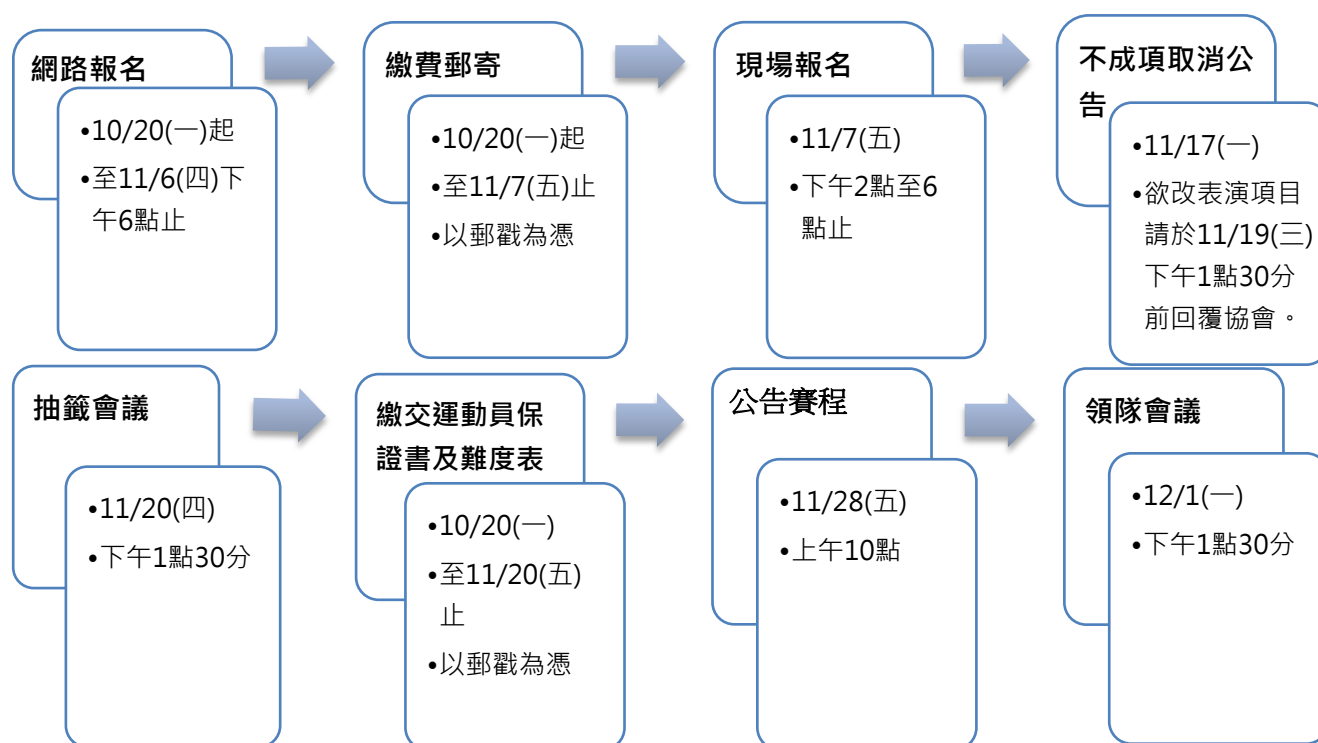 網路報名
•10/20(一)起
•至11/6(四)下
午6點止
繳費郵寄
•10/20(一)起
•至11/7(五)止
•以郵戳為憑
現場報名
•11/7(五)
•下午2點至6
點止
不成項取消公
告
•11/17(一)
•欲改表演項目
請於11/19(三)
下午1點30分
前回覆協會。
抽籤會議
•11/20(四)
•下午1點30分
繳交運動員保
證書及難度表
•10/20(一)
•至11/20(五)
止
•以郵戳為憑
公告賽程
•11/28(五)
•上午10點
領隊會議
•12/1(一)
•下午1點30分